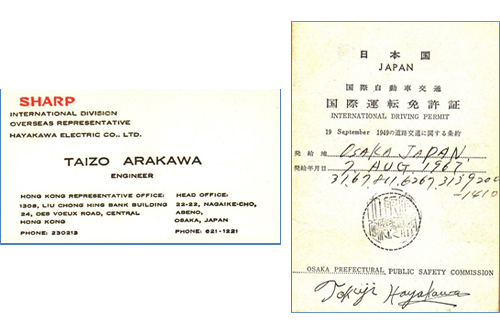 SHARP
INTERNATIONAL DIVISION
OVERSEAS REPRESENTATIVE
HAYAKAWA ELECTRIC CO., LTD.
TAIZO ARAKAWA
ENGINEER
HONG KONG REPRESENTATIVE OFFICE:
1308, LIU CHONG HING BANK BUILDING
24, DES VOEUX ROAD, CENTRAL
HONG KONG
PHONE: 230213
HEAD OFFICE:
22-22, NAGAIKE-CHO,
ABENO,
OSAKA, JAPAN
PHONE: 621-1221
日本国
JAPAN
国際自動車交通
国際運転免許証
INTERNATIONAL DRIVING PERMIT
19 September 1949の道路交通に関する条約
発給地 OSAKA JAPAN.
発給年月日 7. AUG. 1967
-1410
OSAKA PREFECTURAL PUBLIC SAFETY COMMISSION
Hayakawa